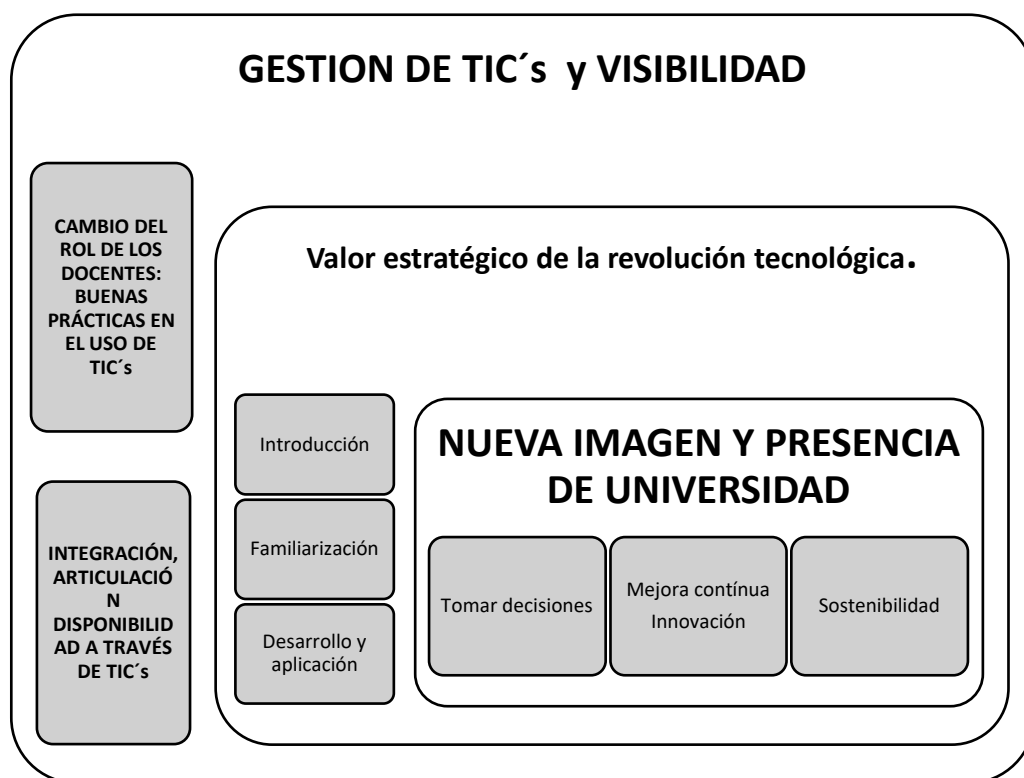 GESTION DE TIC´s y VISIBILIDAD
CAMBIO DEL
ROL DE LOS
DOCENTES:
BUENAS
PRÁCTICAS EN
EL USO DE
TIC´s
INTEGRACIÓN,
ARTICULACIÓ
N
DISPONIBILID
AD A TRAVÉS
DE TIC´s
Valor estratégico de la revolución tecnológica.
Introducción
Familiarización
Desarrollo y
aplicación
NUEVA IMAGEN Y PRESENCIA
DE UNIVERSIDAD
Tomar decisiones
Mejora contínua
Innovación
Sostenibilidad